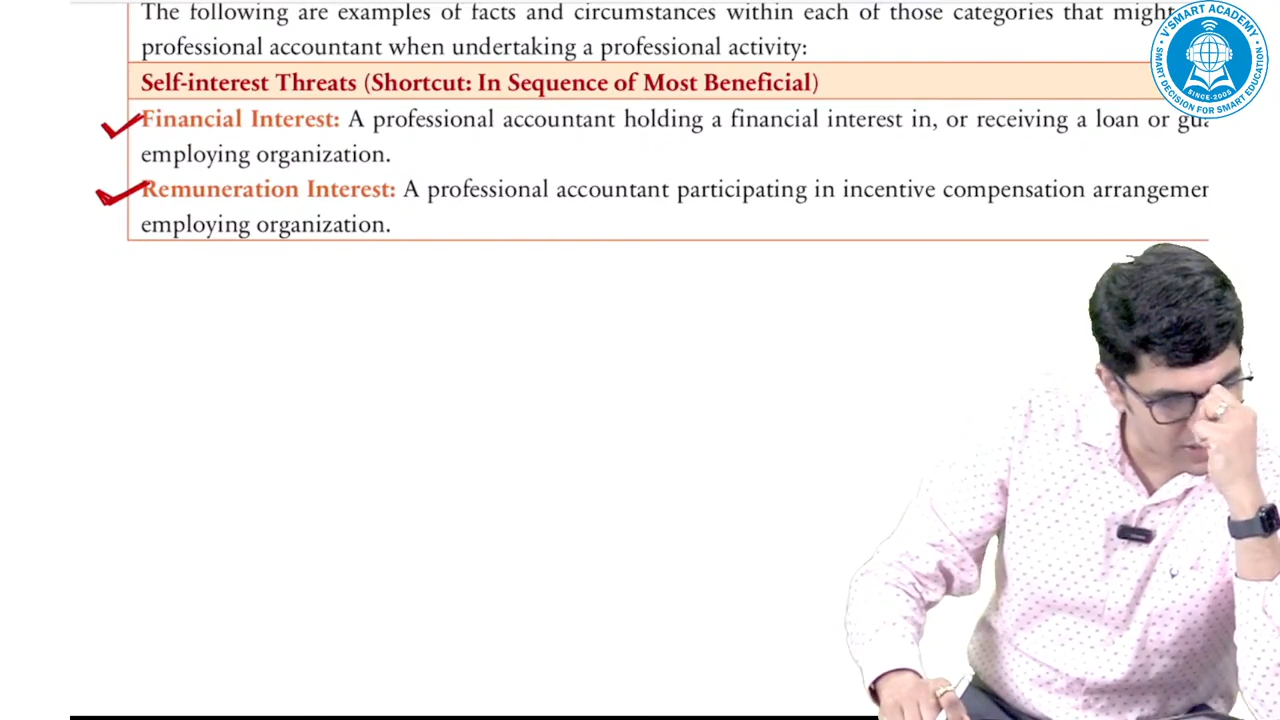 The following are examples of facts and circumstances within each of those categories that might
professional accountant when undertaking a professional activity:
Self-interest Threats (Shortcut: In Sequence of Most Beneficial)
Financial Interest: A professional accountant holding a financial interest in, or receiving a loan or
employing organization.
Remuneration Interest: A professional accountant participating in incentive compensation
employing organization.
V'SMART ACADEMY
SINCE-2005
SMART DECISION FOR SMART EDUCATION